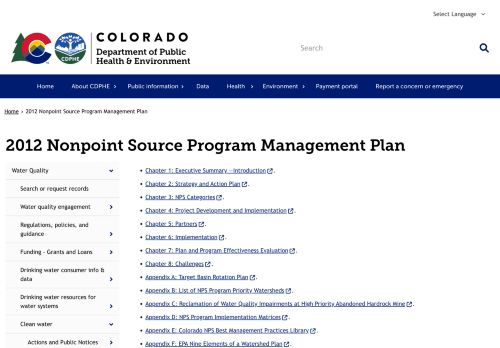 Select Language
COLORADO
Department of Public
Health & Environment
CDPHE
Search
Home
About CDPHE
Public information
Data
Health
Environment
Payment portal
Report a concern or emergency
Home › 2012 Nonpoint Source Program Management Plan
2012 Nonpoint Source Program Management Plan
Water Quality
Search or request records
Water quality engagement
Regulations, policies, and
guidance
Funding - Grants and Loans
Drinking water consumer info &
data
Drinking water resources for
water systems
Clean water
Actions and Public Notices
• Chapter 1: Executive Summary -Introduction.
• Chapter 2: Strategy and Action Plan.
• Chapter 3: NPS Categories.
• Chapter 4: Project Development and Implementation.
• Chapter 5: Partners.
• Chapter 6: Implementation.
• Chapter 7: Plan and Program Effectiveness Evaluation.
• Chapter 8: Challenges.
• Appendix A: Target Basin Rotation Plan.
• Appendix B: List of NPS Program Priority Watersheds.
• Appendix C: Reclamation of Water Quality Impairments at High Priority Abandoned Hardrock Mine.
• Appendix D: NPS Program Implementation Matrices.
• Appendix E: Colorado NPS Best Management Practices Library.
• Appendix F: EPA Nine Elements of a Watershed Plan.